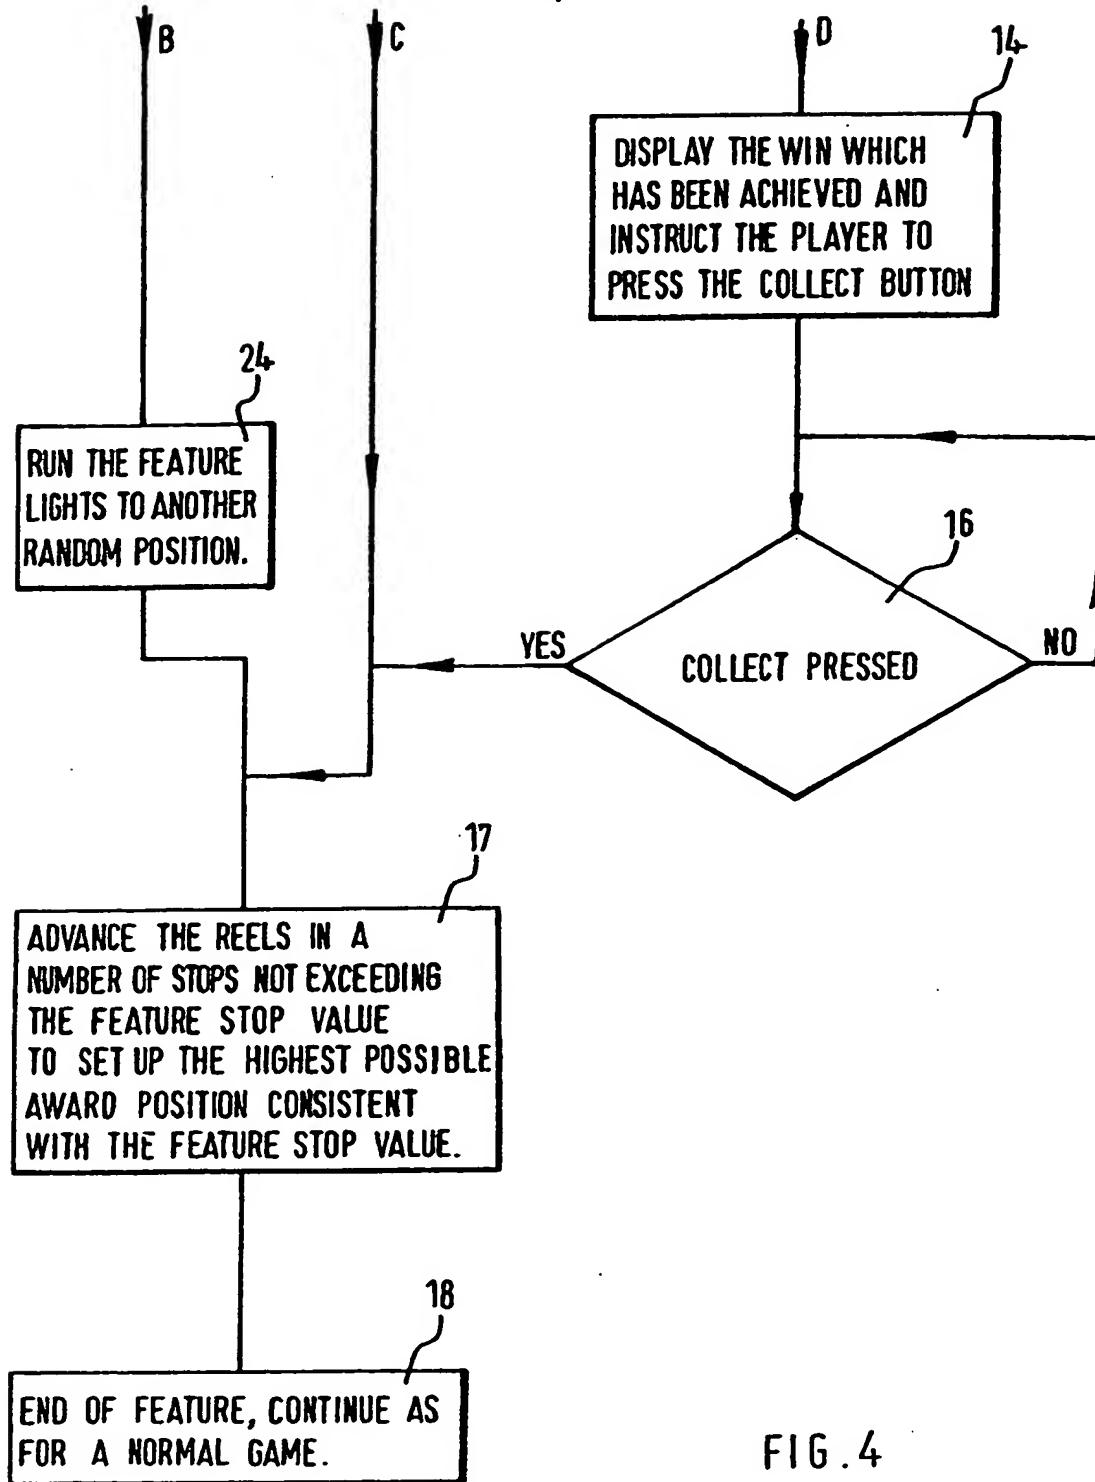 B
C
D
14
DISPLAY THE WIN WHICH
HAS BEEN ACHIEVED AND
INSTRUCT THE PLAYER TO
PRESS THE COLLECT BUTTON
24
RUN THE FEATURE
LIGHTS TO ANOTHER
RANDOM POSITION.
16
YES
COLLECT PRESSED
NO
17
ADVANCE THE REELS IN A
NUMBER OF STOPS NOT EXCEEDING
THE FEATURE STOP VALUE
TO SET UP THE HIGHEST POSSIBLE
AWARD POSITION CONSISTENT
WITH THE FEATURE STOP VALUE.
18
END OF FEATURE, CONTINUE AS
FOR A NORMAL GAME.
FIG.4